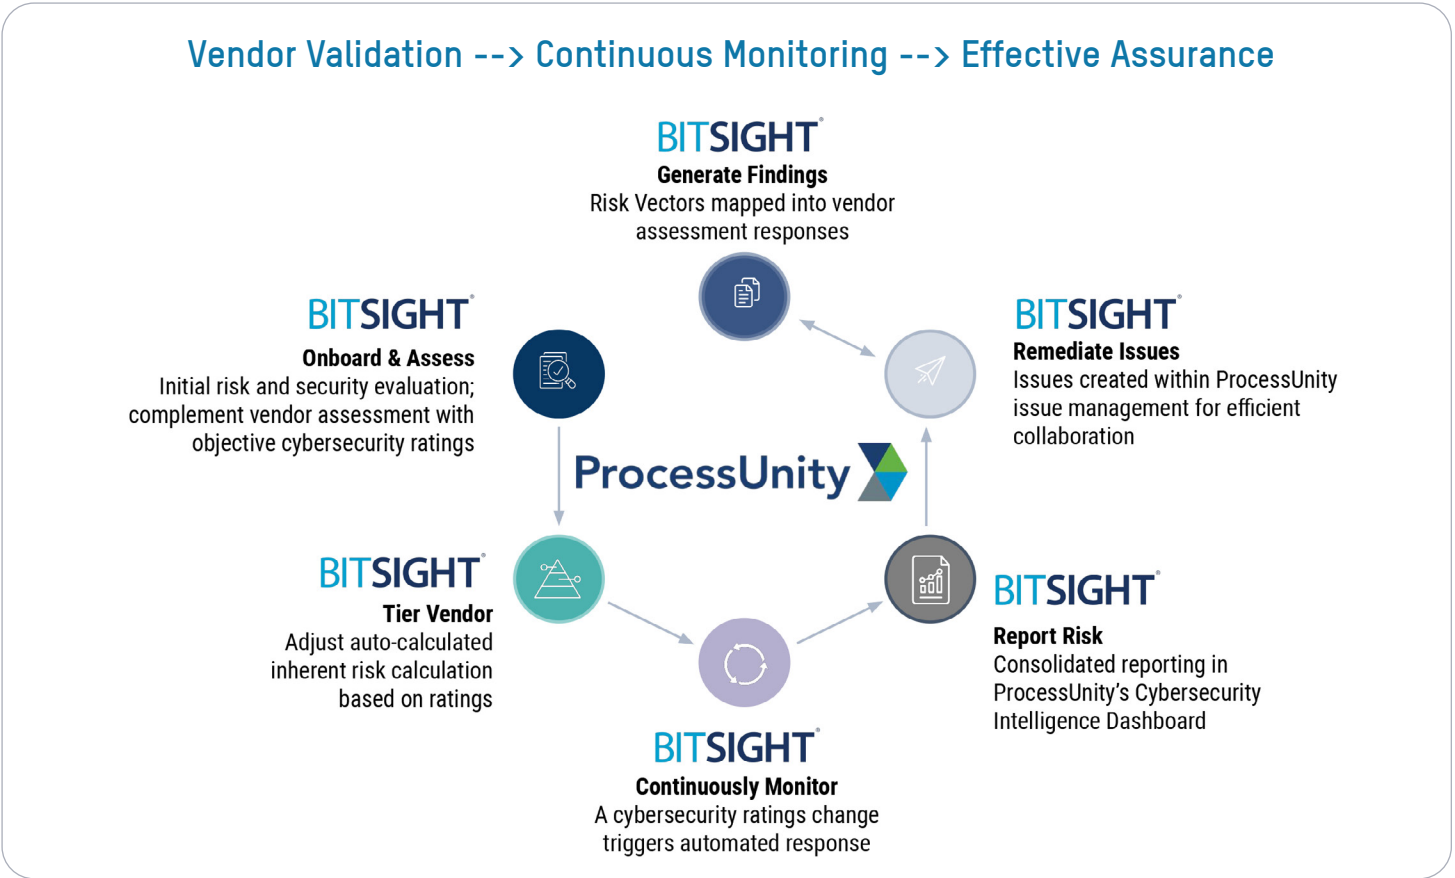 Vendor Validation --> Continuous Monitoring --> Effective Assurance
BITSIGHT®
Generate Findings
Risk Vectors mapped into vendor
assessment responses
BITSIGHT®
Onboard & Assess
Initial risk and security evaluation;
complement vendor assessment with
objective cybersecurity ratings
BITSIGHT®
Remediate Issues
Issues created within ProcessUnity
issue management for efficient
collaboration
ProcessUnity
BITSIGHT®
Tier Vendor
Adjust auto-calculated
inherent risk calculation
based on ratings
BITSIGHT®
Report Risk
Consolidated reporting in
ProcessUnity’s Cybersecurity
Intelligence Dashboard
BITSIGHT®
Continuously Monitor
A cybersecurity ratings change
triggers automated response